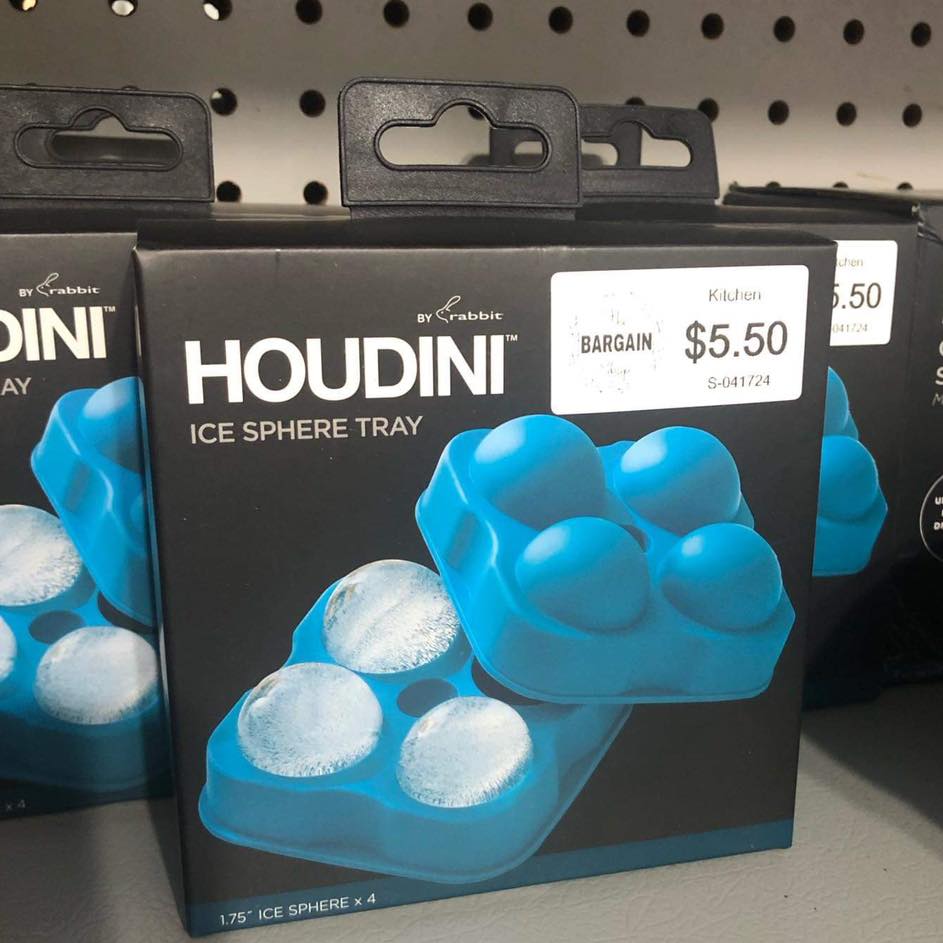 BY rabbit
HOUDINI™
ICE SPHERE TRAY
BARGAIN
Kitchen
$5.50
S-041724
1.75" ICE SPHERE x 4
BY rabbit
DINI™
AY
x 4
5.50
041724